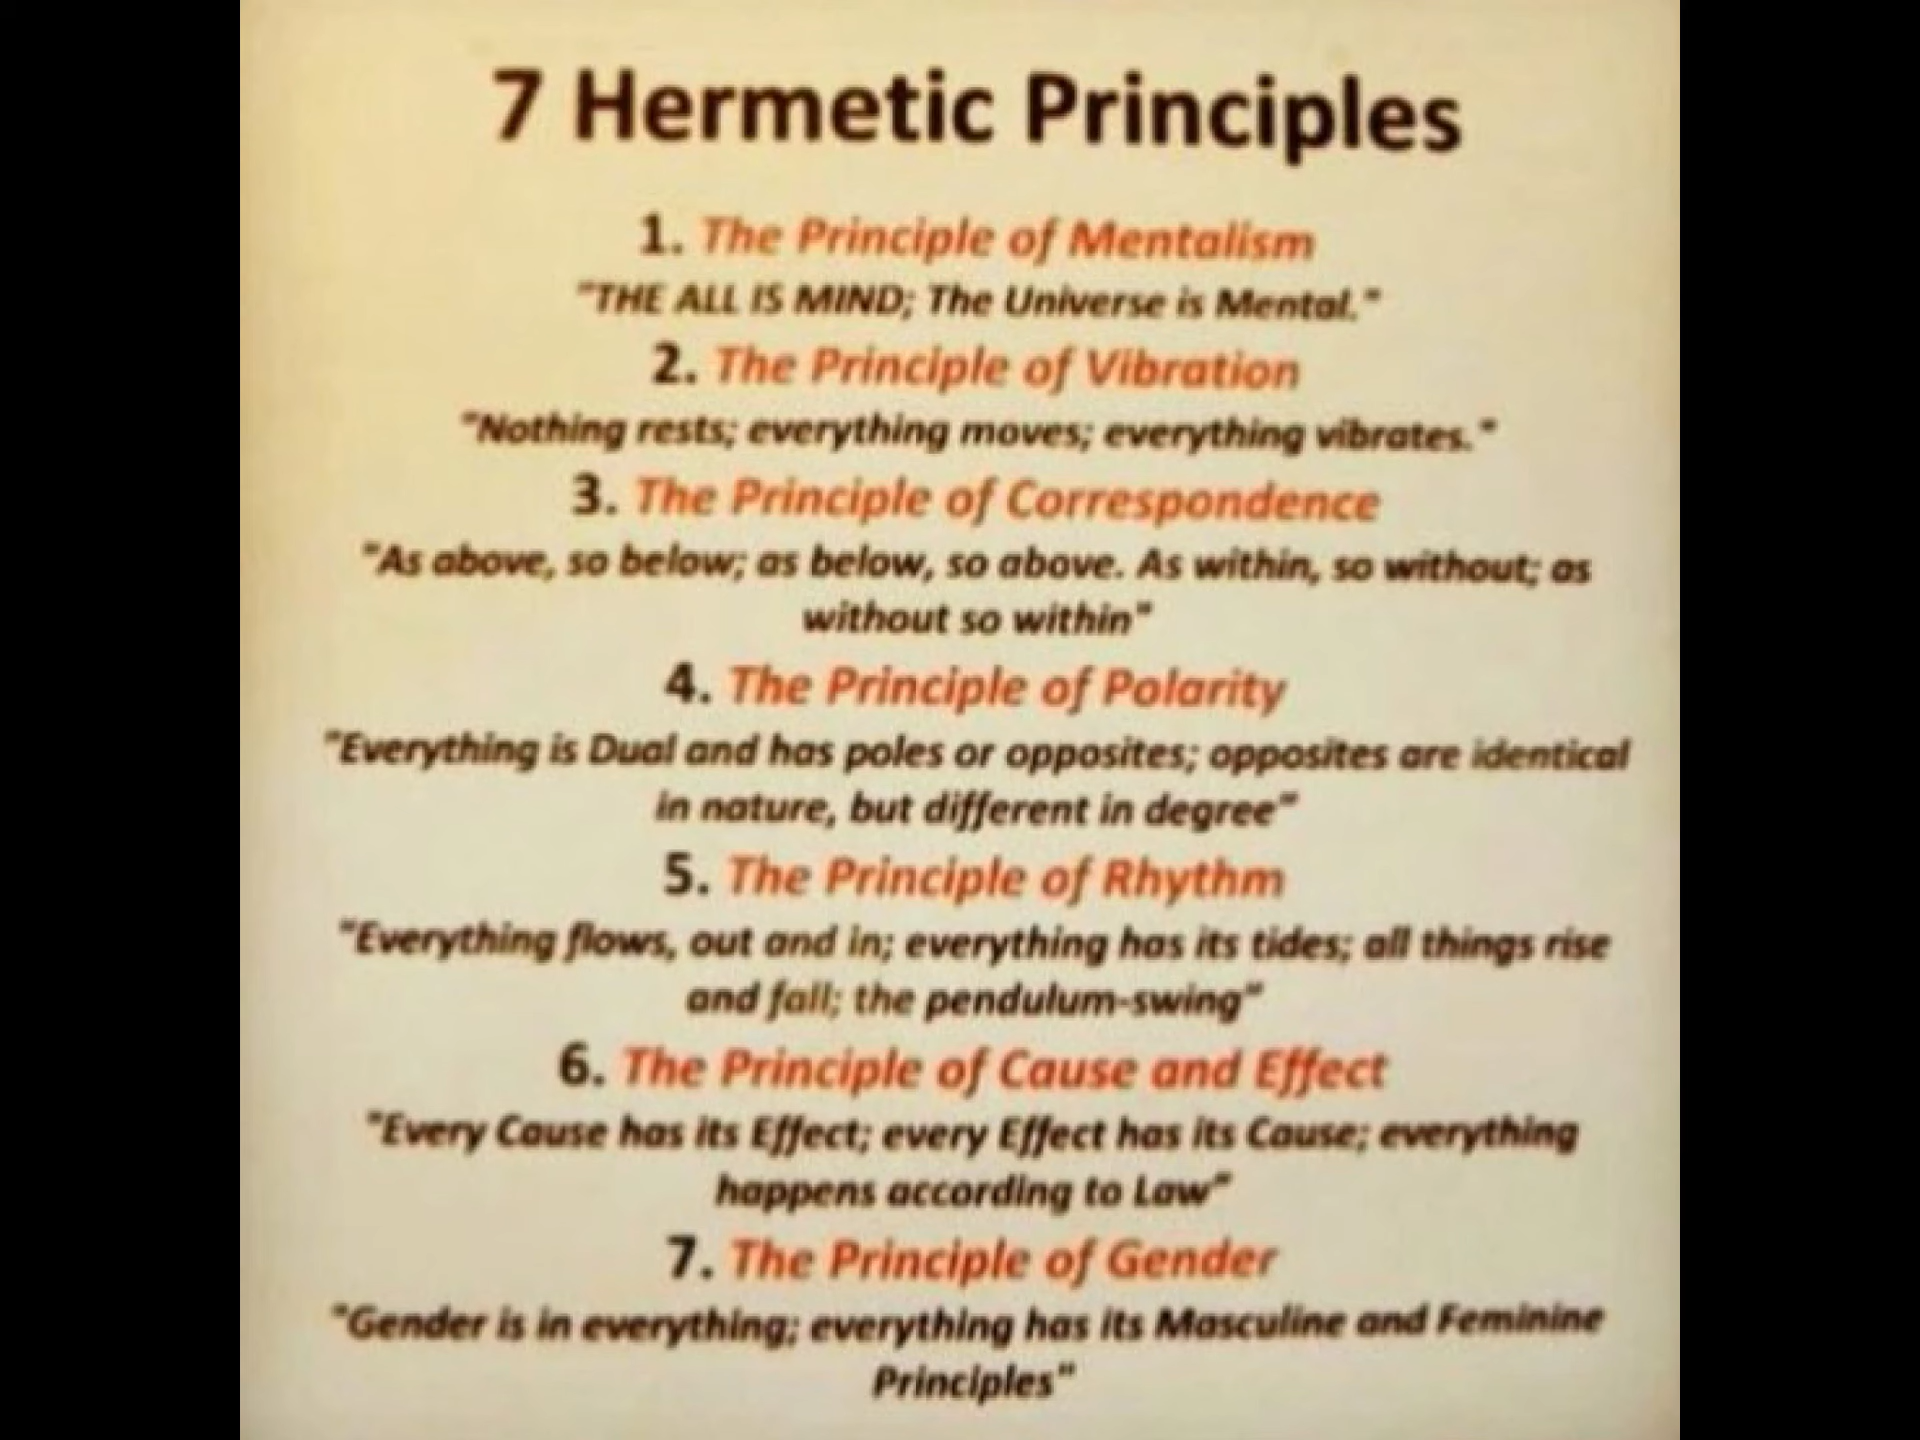 7 Hermetic Principles
1. The Principle of Mentalism
"THE ALL IS MIND; The Universe is Mental."
2. The Principle of Vibration
"Nothing rests; everything moves; everything vibrates."
3. The Principle of Correspondence
"As above, so below; as below, so above. As within, so without; as
without so within"
4. The Principle of Polarity
"Everything is Dual and has poles or opposites; opposites are identical
in nature, but different in degree"
5. The Principle of Rhythm
"Everything flows, out and in; everything has its tides; all things rise
and fall; the pendulum-swing"
6. The Principle of Cause and Effect
"Every Cause has its Effect; every Effect has its Cause; everything
happens according to Law"
7. The Principle of Gender
"Gender is in everything; everything has its Masculine and Feminine
Principles"